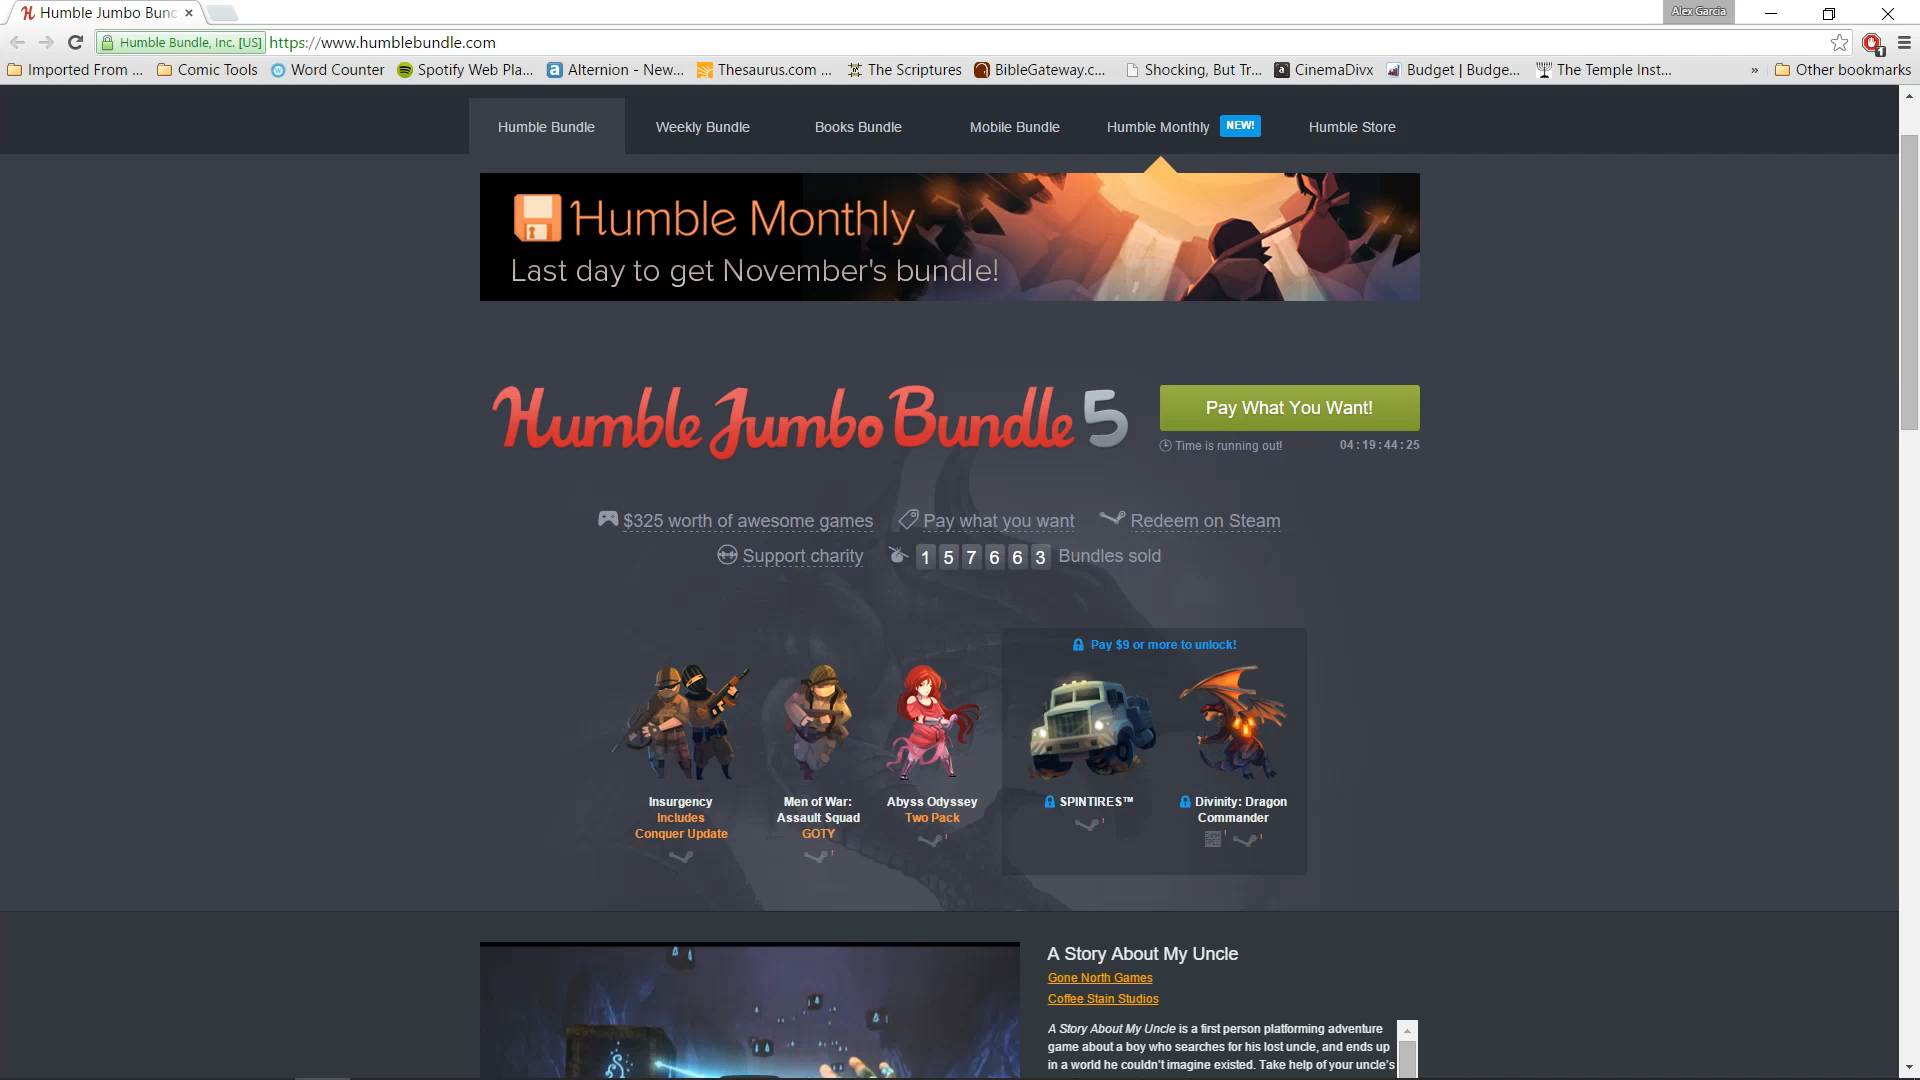 Humble Jumbo Bunc
Alex Garcia
Humble Bundle, Inc. [US] https://www.humblebundle.com
1
Imported From ... Comic Tools Word Counter Spotify Web Pla... Alternion - New... Thesaurus.com ... The Scriptures BibleGateway.c... Shocking, But Tr... CinemaDivx Budget | Budge... The Temple Inst... » Other bookmarks
Humble Bundle Weekly Bundle Books Bundle Mobile Bundle Humble Monthly NEW! Humble Store
Humble Monthly
Last day to get November's bundle!
Humble Jumbo Bundle 5
Pay What You Want!
Time is running out! 04:19:44:25
$325 worth of awesome games Pay what you want Redeem on Steam
Support charity 157663 Bundles sold
Pay $9 or more to unlock!
Insurgency
Includes
Conquer Update
Men of War:
Assault Squad
GOTY
Abyss Odyssey
Two Pack
SPINTIRES™
Divinity: Dragon
Commander
A Story About My Uncle
Gone North Games
Coffee Stain Studios
A Story About My Uncle is a first person platforming adventure
game about a boy who searches for his lost uncle, and ends up
in a world he couldn't imagine existed. Take help of your uncle's